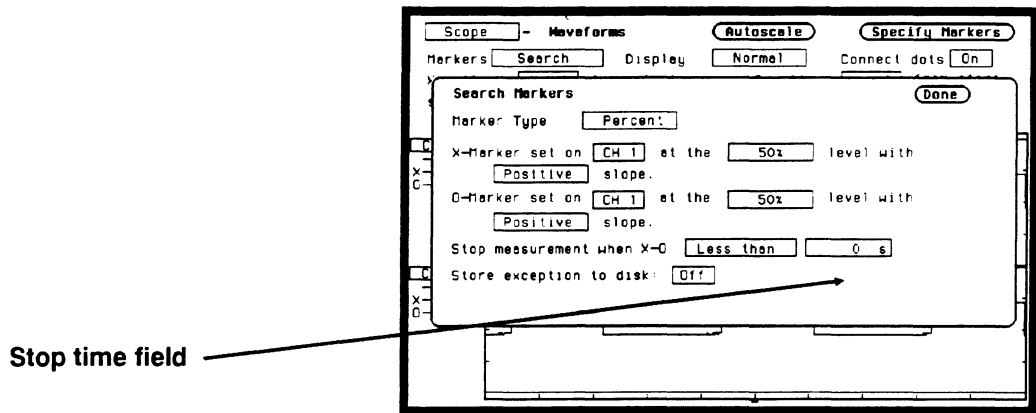 Scope - Waveforms Autoscale Specify Markers
Markers Search Display Normal Connect dots On
Search Markers Done
Marker Type Percent
X-Marker set on CH 1 at the 50% level with
Positive slope.
O-Marker set on CH 1 at the 50% level with
Positive slope.
Stop measurement when X-O Less than 0 s
Store exception to disk: Off
Stop time field